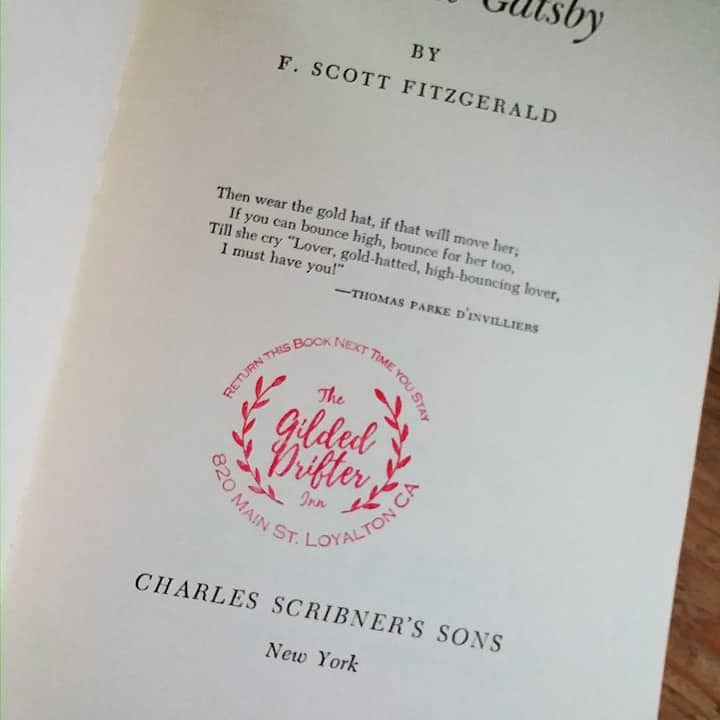 Gatsby
BY
F. SCOTT FITZGERALD
Then wear the gold hat, if that will move her;
If you can bounce high, bounce for her too,
Till she cry "Lover, gold-hatted, high-bouncing lover,
I must have you!"
—THOMAS PARKE D'INVILLIERS
RETURN THIS BOOK NEXT TIME YOU STAY
The
Gilded
Drifter
Inn
820 MAIN ST. LOYALTON CA
CHARLES SCRIBNER'S SONS
New York